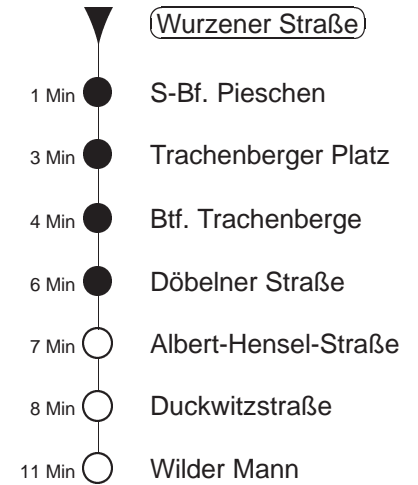 Wurzener Straße
1 Min S-Bf. Pieschen
3 Min Trachenberger Platz
4 Min Btf. Trachenberge
6 Min Döbelner Straße
7 Min Albert-Hensel-Straße
8 Min Duckwitzstraße
11 Min Wilder Mann